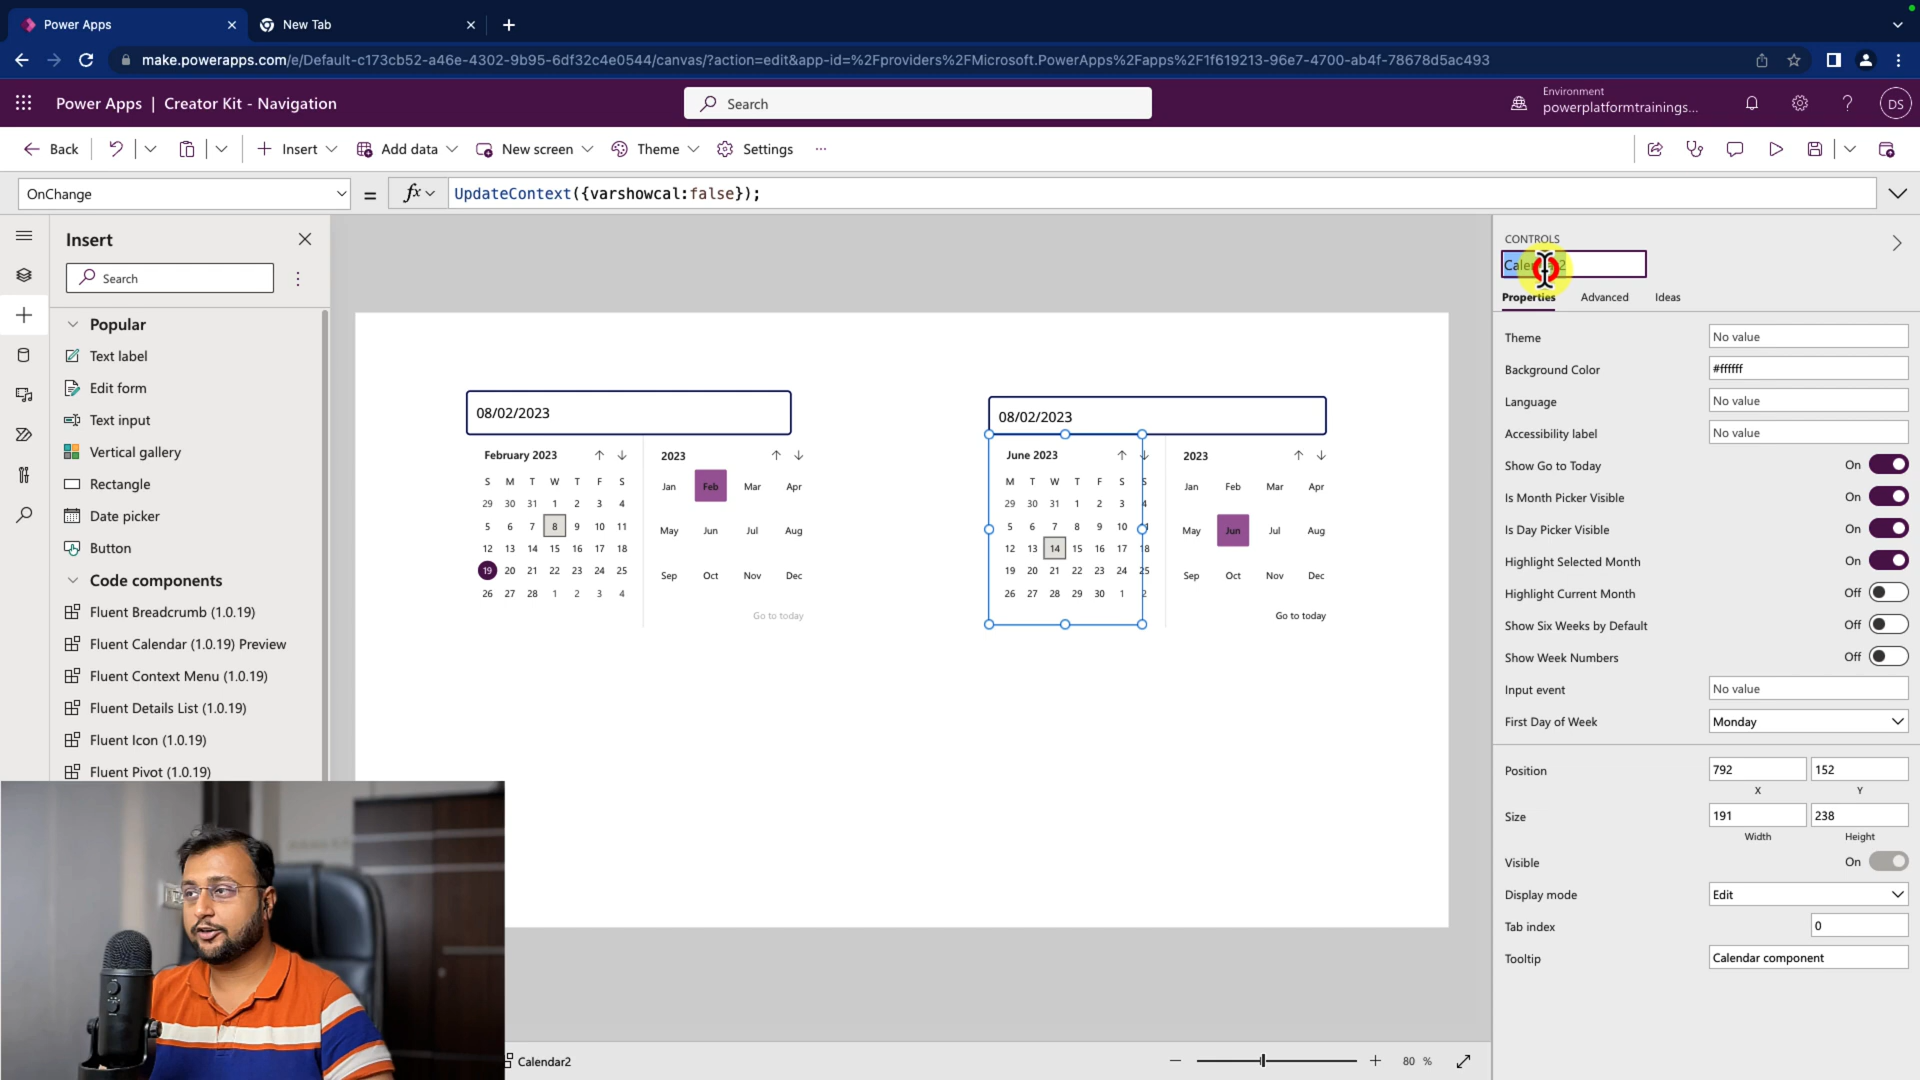 Power Apps
New Tab
make.powerapps.com/e/Default-c173cb52-a46e-4302-9b95-6df32c4e0544/canvas/?action=edit&app-id=%2Fproviders%2FMicrosoft.PowerApps%2Fapps%2F1f619213-96e7-4700-ab4f-78678d5ac493
Power Apps | Creator Kit - Navigation
Search
Environment
powerplatformtrainings...
DS
Back
Insert
Add data
New screen
Theme
Settings
OnChange
=
fx
UpdateContext({varshowcal:false});
Insert
Search
Popular
Text label
Edit form
Text input
Vertical gallery
Rectangle
Date picker
Button
Code components
Fluent Breadcrumb (1.0.19)
Fluent Calendar (1.0.19) Preview
Fluent Context Menu (1.0.19)
Fluent Details List (1.0.19)
Fluent Icon (1.0.19)
Fluent Pivot (1.0.19)
08/02/2023
February 2023
S M T W T F S
29 30 31 1 2 3 4
5 6 7 8 9 10 11
12 13 14 15 16 17 18
19 20 21 22 23 24 25
26 27 28 1 2 3 4
2023
Jan Feb Mar Apr
May Jun Jul Aug
Sep Oct Nov Dec
Go to today
08/02/2023
June 2023
M T W T F S S
29 30 31 1 2 3 4
5 6 7 8 9 10
12 13 14 15 16 17 18
19 20 21 22 23 24 25
26 27 28 29 30 1 2
2023
Jan Feb Mar Apr
May Jun Jul Aug
Sep Oct Nov Dec
Go to today
CONTROLS
Calendar2
Properties
Advanced
Ideas
Theme No value
Background Color #ffffff
Language No value
Accessibility label No value
Show Go to Today On
Is Month Picker Visible On
Is Day Picker Visible On
Highlight Selected Month On
Highlight Current Month Off
Show Six Weeks by Default Off
Show Week Numbers Off
Input event No value
First Day of Week Monday
Position 792 152
X Y
Size 191 238
Width Height
Visible On
Display mode Edit
Tab index 0
Tooltip Calendar component
Calendar2
80 %